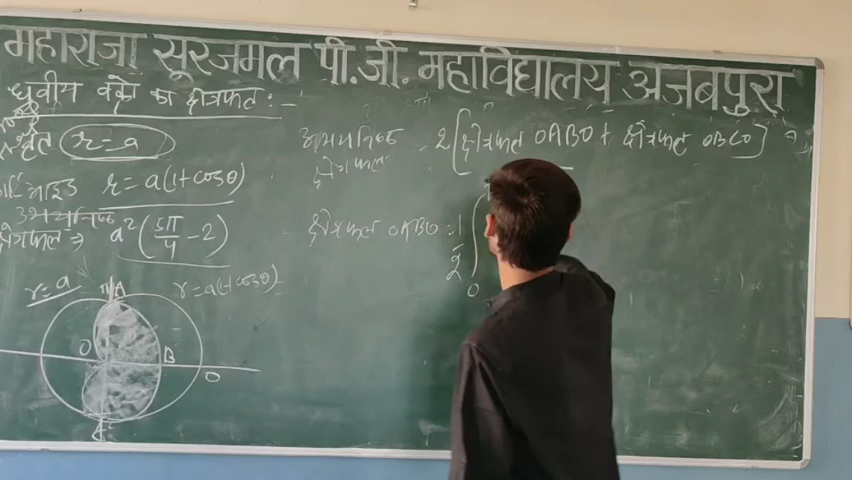 महाराजा सूरजमल पी.जी. महाविद्यालय अजबपुरा
ध्रुवीय वक्रो का क्षेत्रफल :-
वृत r = a
r = a(1+cosθ)
उभयनिष्ठ
क्षेत्रफल ⇒ a² (5π/4 - 2)
r = a
r = a(1+cosθ)
A
O B O
उभयनिष्ठ
क्षेत्रफल = 2 [क्षेत्रफल OABO + क्षेत्रफल OBCO]
क्षेत्रफल OABO = 1/2 ∫
0